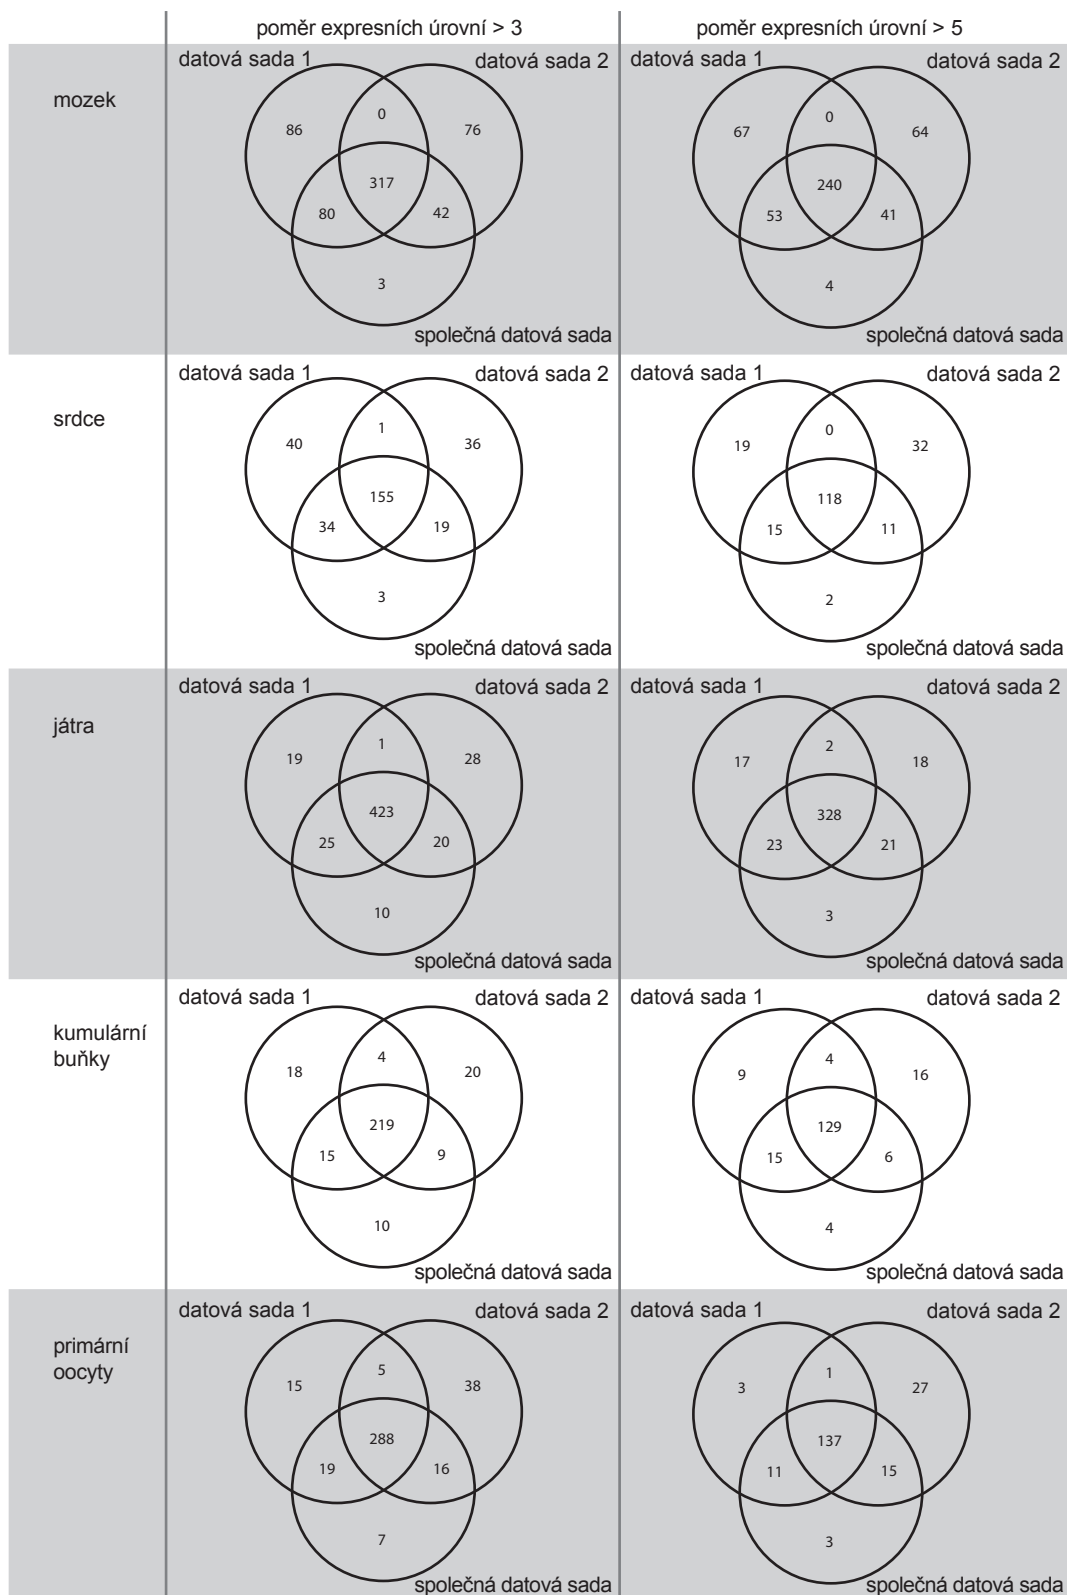 poměr expresních úrovní > 3
poměr expresních úrovní > 5
mozek
datová sada 1
datová sada 2
86
0
76
317
80
42
3
společná datová sada
datová sada 1
datová sada 2
67
0
64
240
53
41
4
společná datová sada
srdce
datová sada 1
datová sada 2
40
1
36
155
34
19
3
společná datová sada
datová sada 1
datová sada 2
19
0
32
118
15
11
2
společná datová sada
játra
datová sada 1
datová sada 2
19
1
28
423
25
20
10
společná datová sada
datová sada 1
datová sada 2
17
2
18
328
23
21
3
společná datová sada
kumulární
buňky
datová sada 1
datová sada 2
18
4
20
219
15
9
10
společná datová sada
datová sada 1
datová sada 2
9
4
16
129
15
6
4
společná datová sada
primární
oocyty
datová sada 1
datová sada 2
15
5
38
288
19
16
7
společná datová sada
datová sada 1
datová sada 2
3
1
27
137
11
15
3
společná datová sada